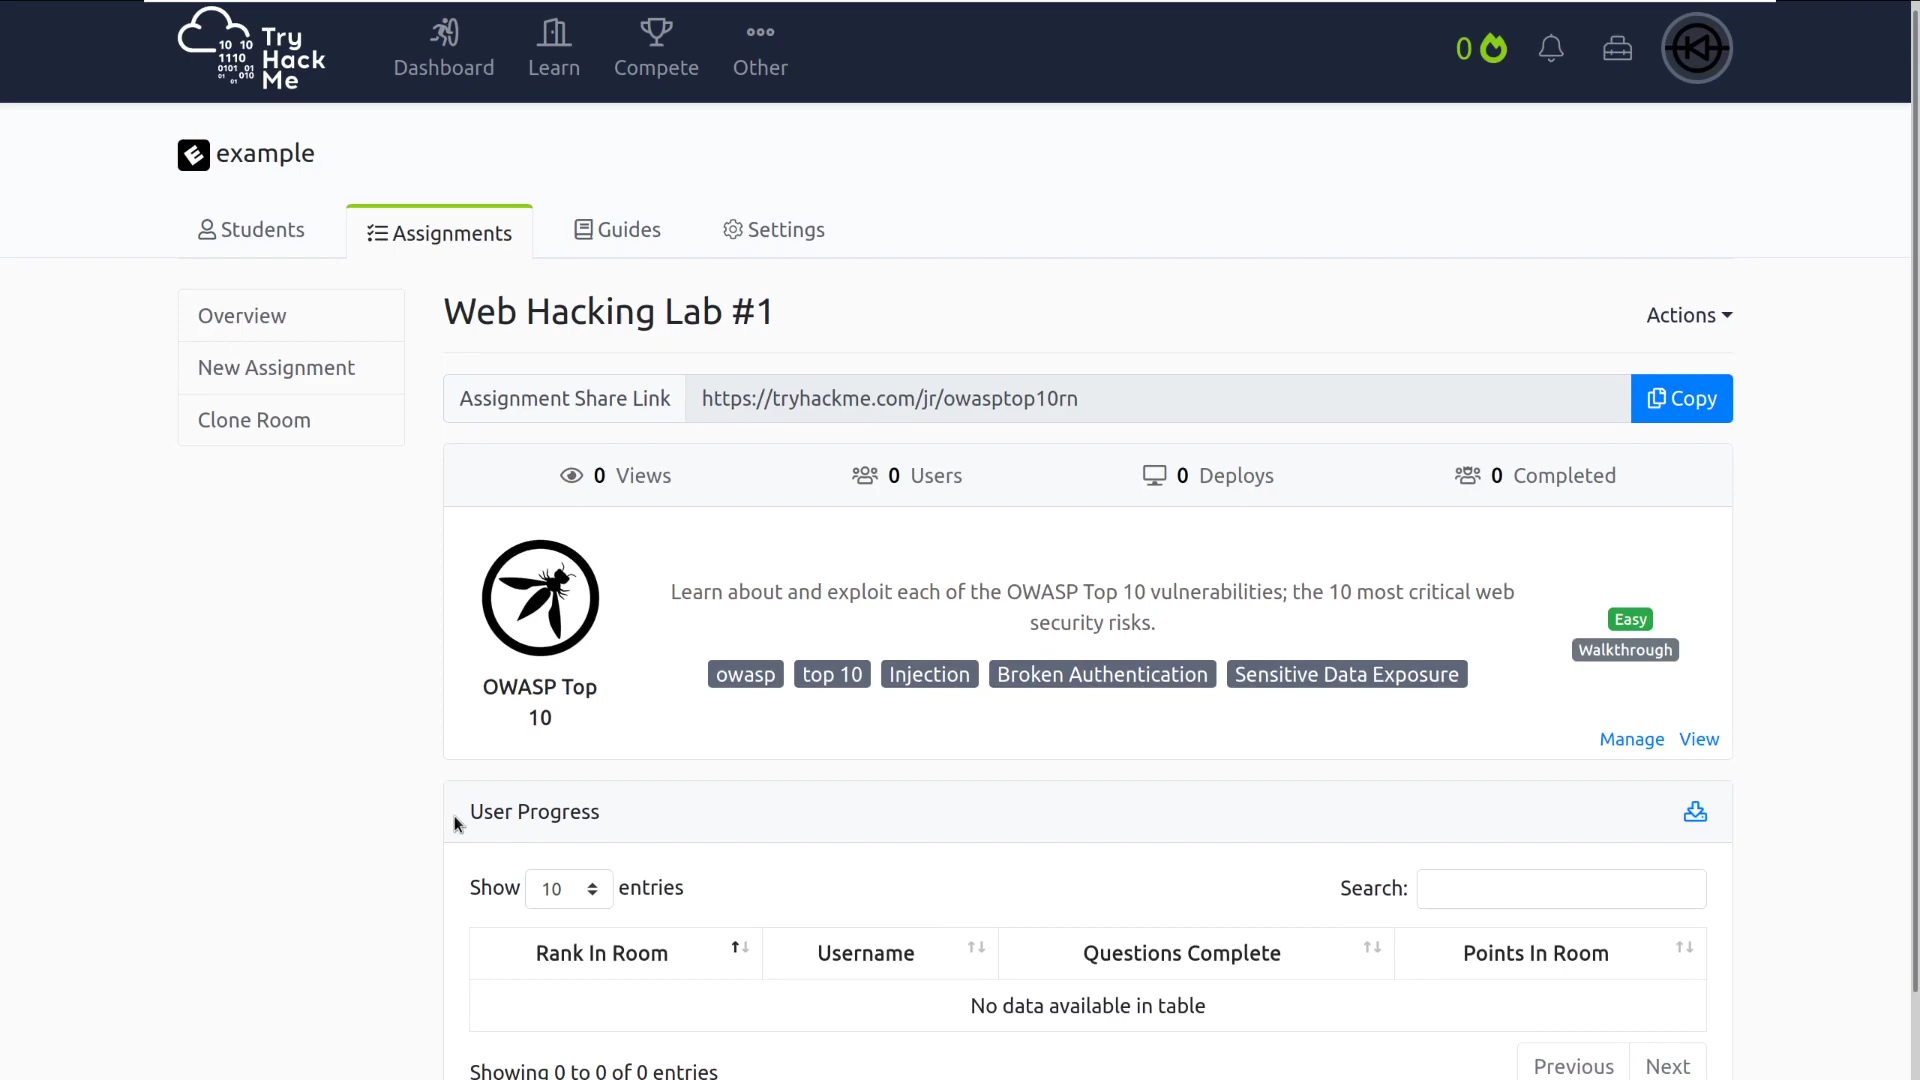 Try
Hack
Me
10 10
1110
0101 01
01 010
Dashboard
Learn
Compete
Other
0
example
Students
Assignments
Guides
Settings
Overview
New Assignment
Clone Room
Web Hacking Lab #1
Actions
Assignment Share Link
https://tryhackme.com/jr/owasptop10rn
Copy
0 Views
0 Users
0 Deploys
0 Completed
OWASP Top
10
Learn about and exploit each of the OWASP Top 10 vulnerabilities; the 10 most critical web
security risks.
owasp
top 10
Injection
Broken Authentication
Sensitive Data Exposure
Easy
Walkthrough
Manage
View
User Progress
Show 10 entries
Search:
Rank In Room
Username
Questions Complete
Points In Room
No data available in table
Showing 0 to 0 of 0 entries
Previous
Next